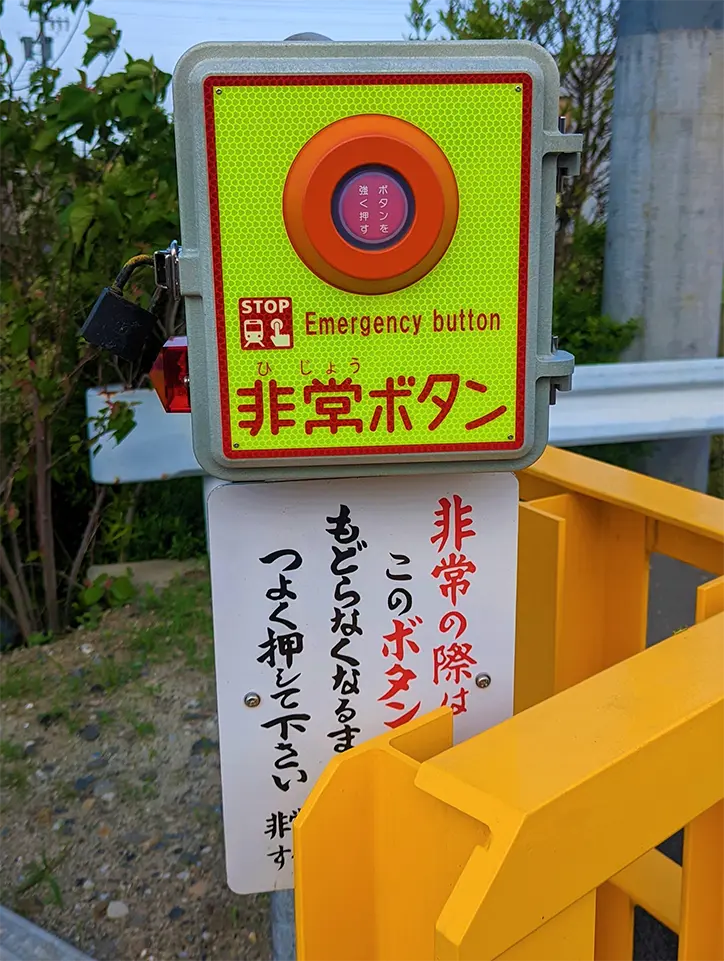 ボタンを
強く押す
STOP
Emergency button
ひじょう
非常ボタン
非常の際は
このボタン
もどらなくなるま
つよく押して下さい
非
す